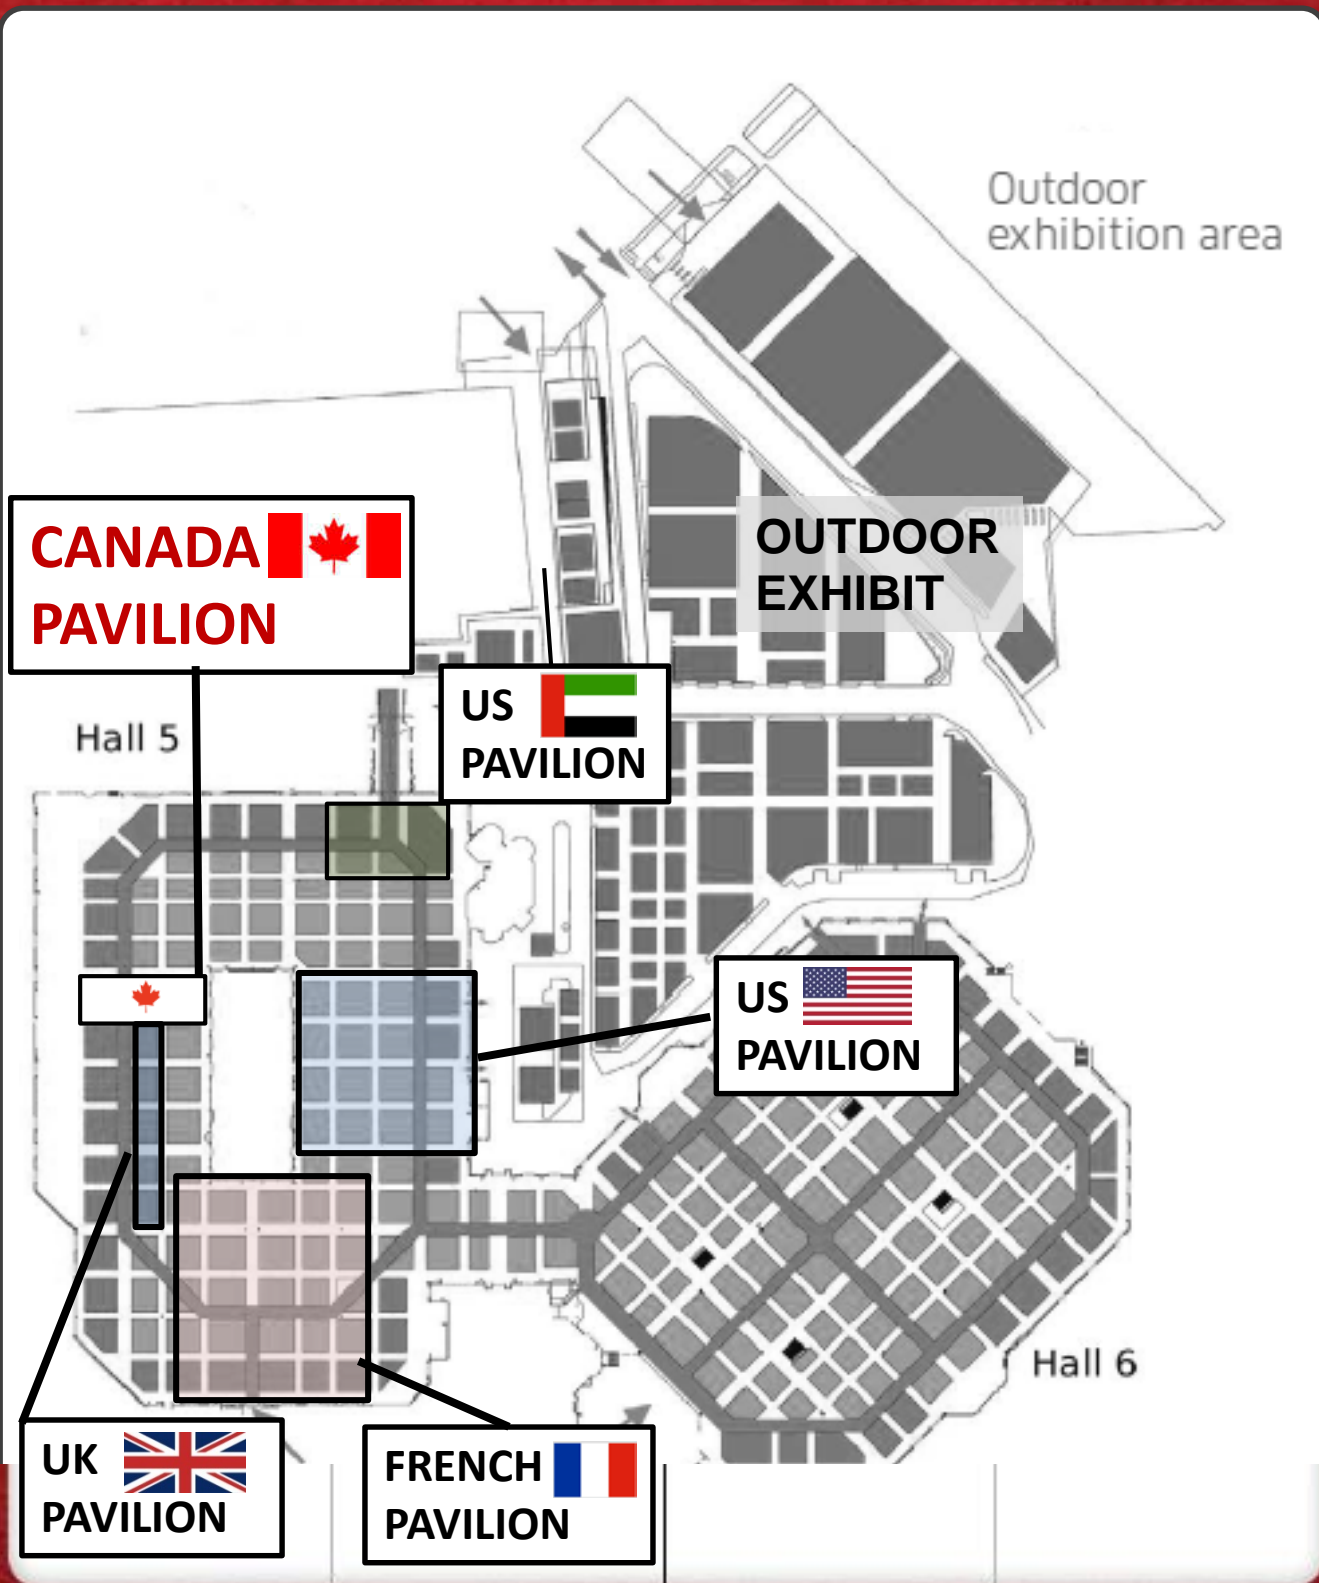 Outdoor
exhibition area
OUTDOOR
EXHIBIT
CANADA
PAVILION
US
PAVILION
Hall 5
US
PAVILION
Hall 6
UK
PAVILION
FRENCH
PAVILION